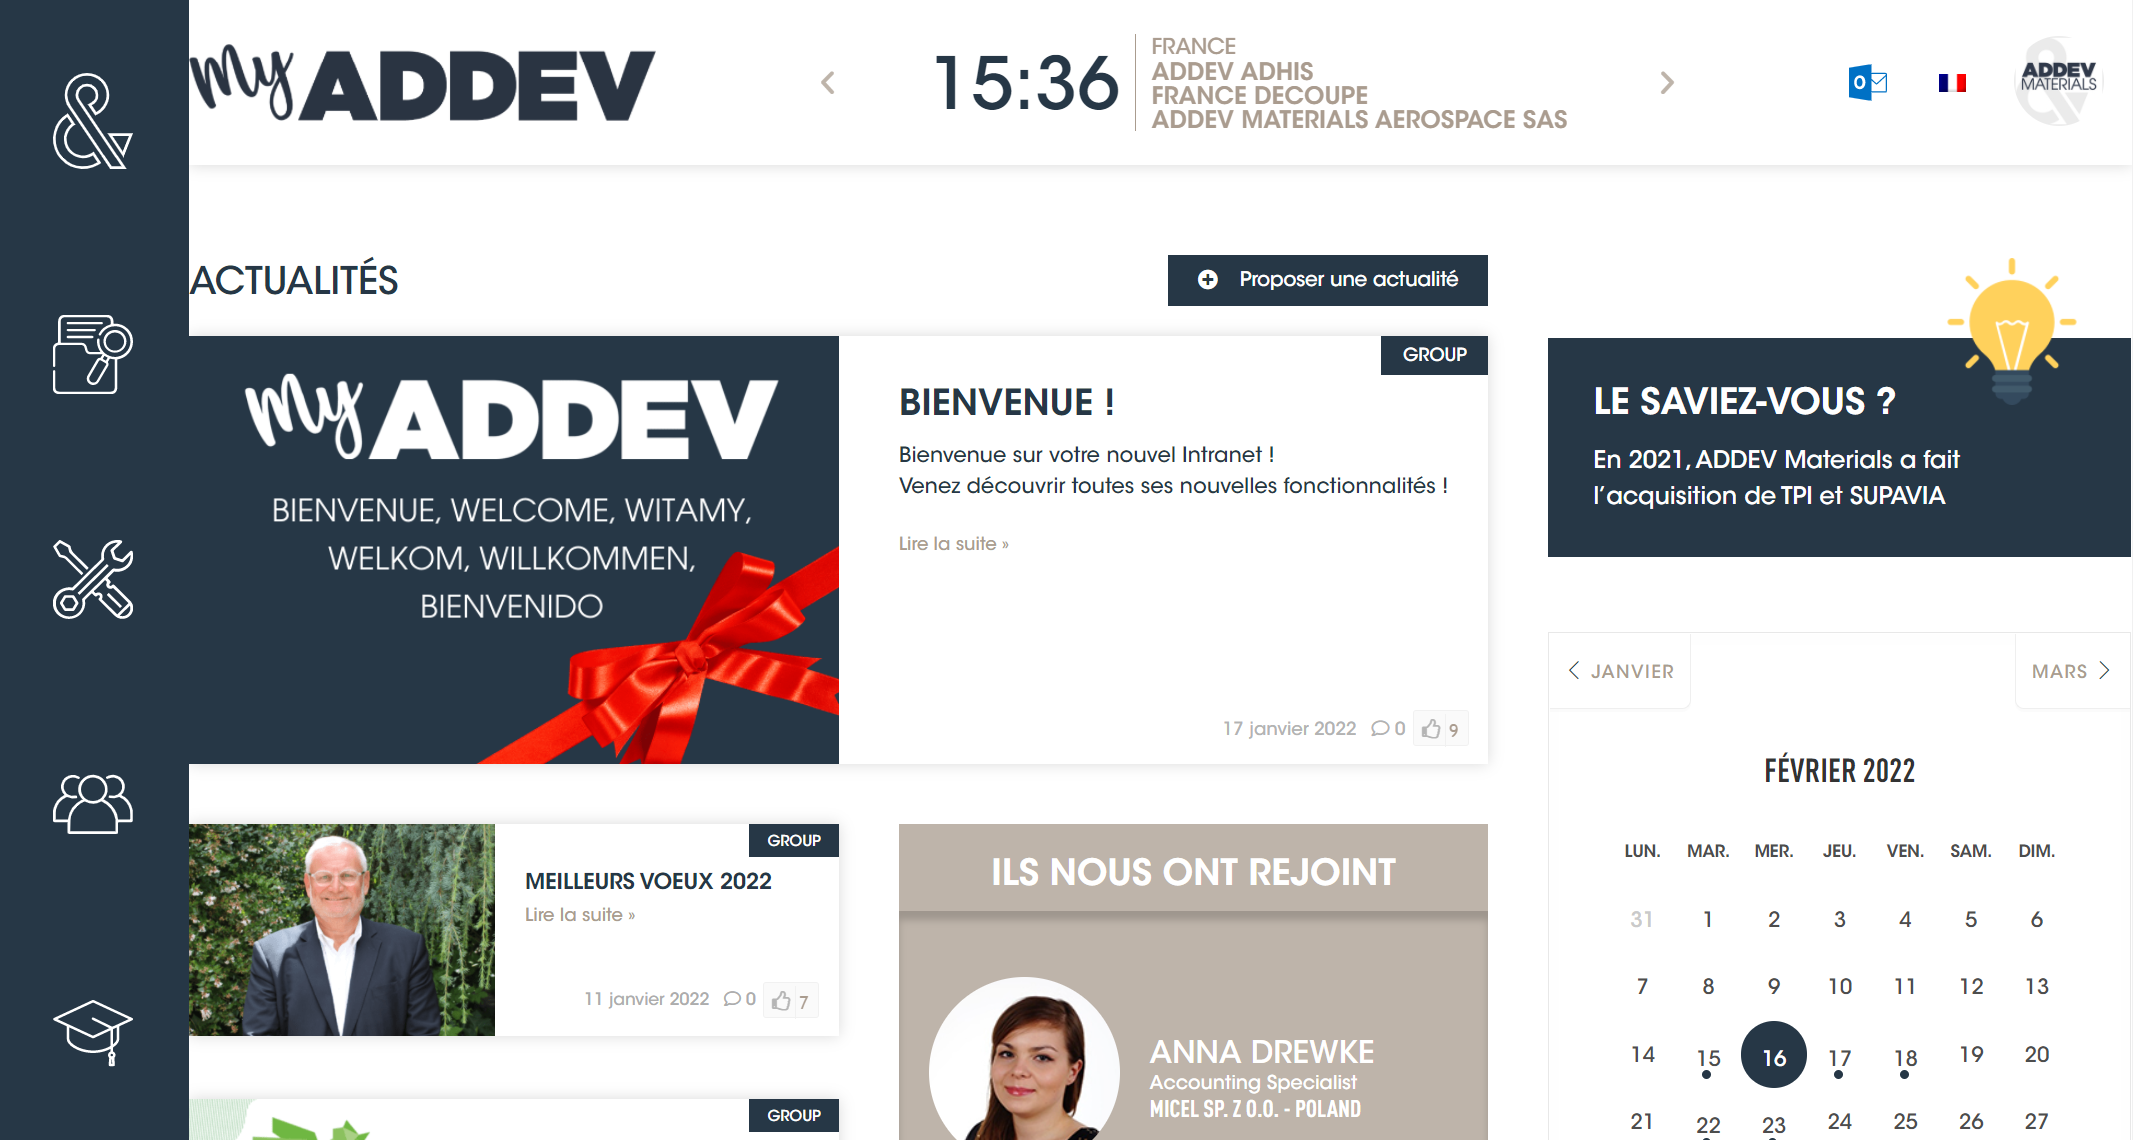 my ADDEV
15:36
FRANCE
ADDEV ADHIS
FRANCE DECOUPE
ADDEV MATERIALS AEROSPACE SAS
O
ADDEV
MATERIALS
ACTUALITÉS
Proposer une actualité
my ADDEV
BIENVENUE, WELCOME, WITAMY,
WELKOM, WILLKOMMEN,
BIENVENIDO
GROUP
BIENVENUE !
Bienvenue sur votre nouvel Intranet !
Venez découvrir toutes ses nouvelles fonctionnalités !
Lire la suite »
17 janvier 2022 0 9
LE SAVIEZ-VOUS ?
En 2021, ADDEV Materials a fait
l’acquisition de TPI et SUPAVIA
GROUP
MEILLEURS VOEUX 2022
Lire la suite »
11 janvier 2022 0 7
GROUP
ILS NOUS ONT REJOINT
ANNA DREWKE
Accounting Specialist
MICEL SP. Z O.O. - POLAND
JANVIER
MARS
FÉVRIER 2022
LUN. MAR. MER. JEU. VEN. SAM. DIM.
31 1 2 3 4 5 6
7 8 9 10 11 12 13
14 15 16 17 18 19 20
21 22 23 24 25 26 27